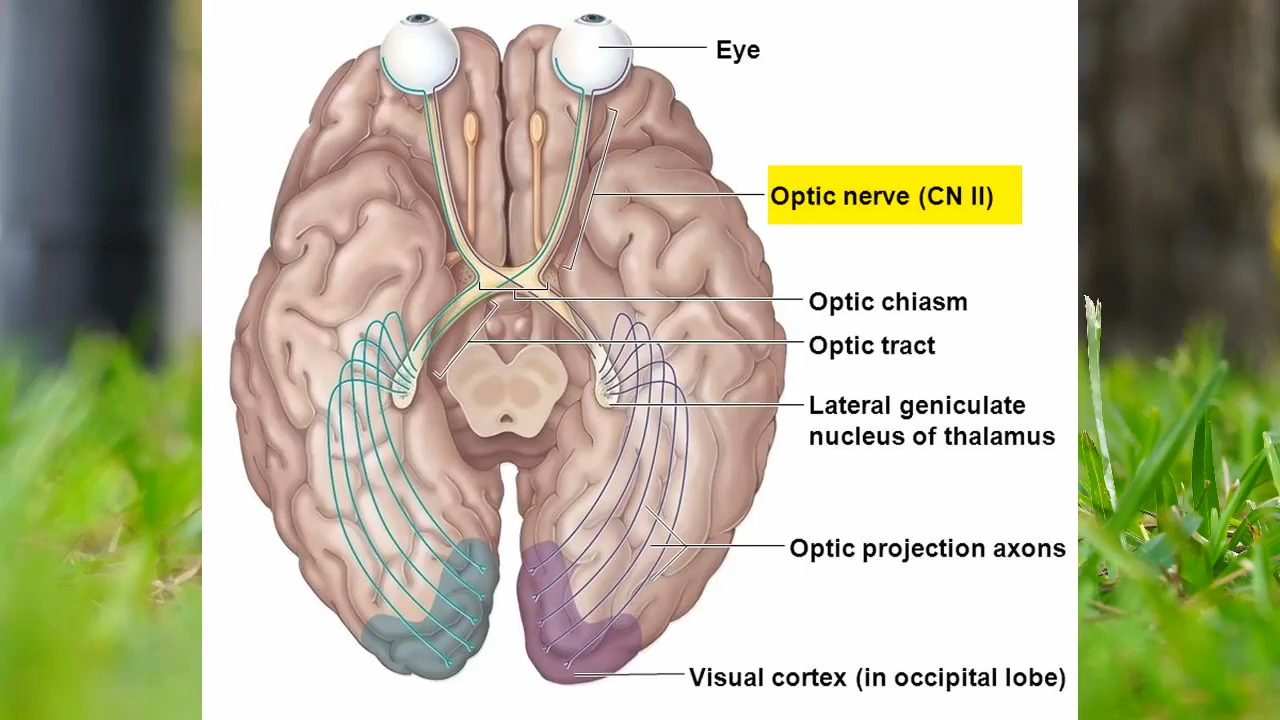 Eye
Optic nerve (CN II)
Optic chiasm
Optic tract
Lateral geniculate
nucleus of thalamus
Optic projection axons
Visual cortex (in occipital lobe)